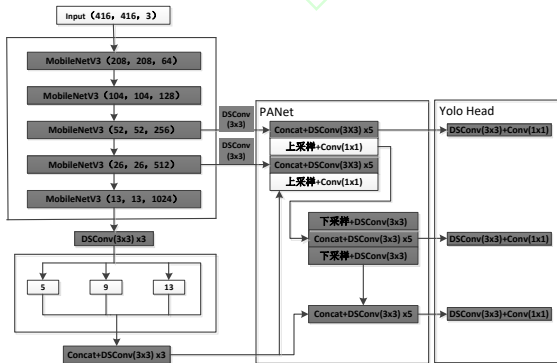 Input (416, 416, 3)
MobileNetV3 (208, 208, 64)
MobileNetV3 (104, 104, 128)
MobileNetV3 (52, 52, 256)
MobileNetV3 (26, 26, 512)
MobileNetV3 (13, 13, 1024)
DSConv (3x3) x3
5
9
13
Concat+DSConv(3x3) x3
DSConv
(3x3)
DSConv
(3x3)
PANet
Concat+DSConv(3X3) x5
上采样+Conv(1x1)
Concat+DSConv(3X3) x5
上采样+Conv(1x1)
下采样+DSConv(3x3)
Concat+DSConv(3x3) x5
下采样+DSConv(3x3)
Concat+DSConv(3x3) x5
Yolo Head
DSConv(3x3)+Conv(1x1)
DSConv(3x3)+Conv(1x1)
DSConv(3x3)+Conv(1x1)